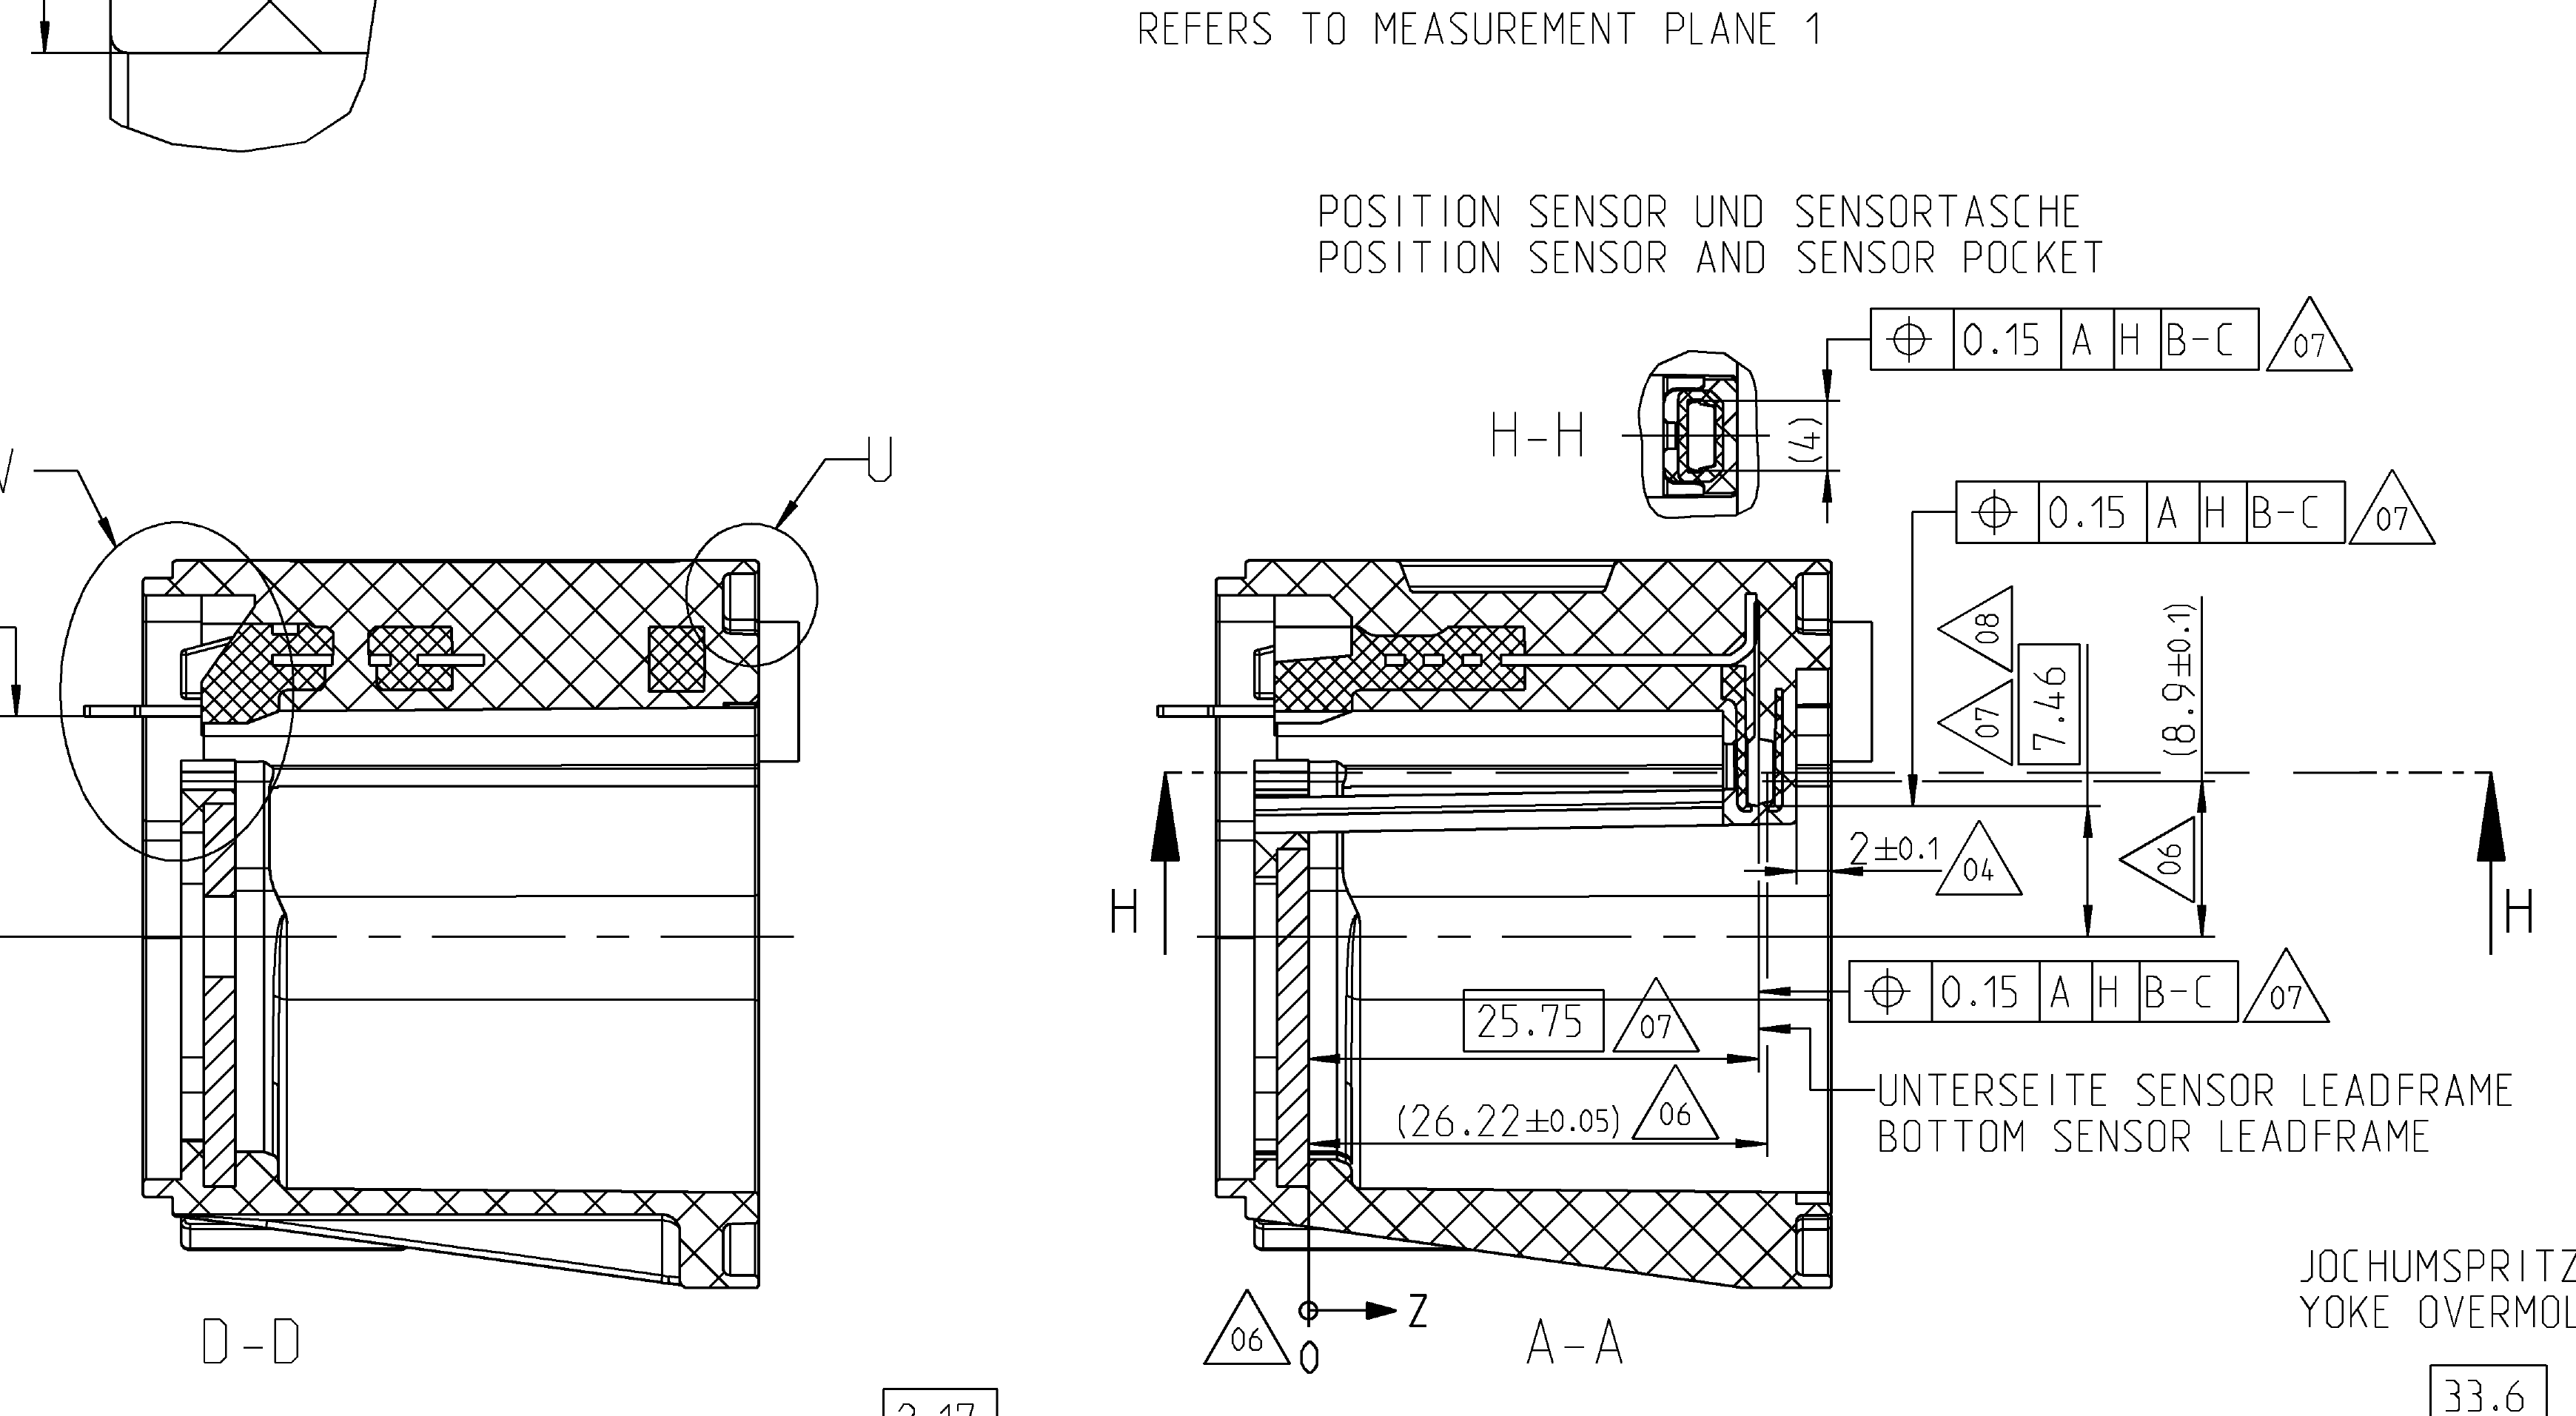 REFERS TO MEASUREMENT PLANE 1
POSITION SENSOR UND SENSORTASCHE
POSITION SENSOR AND SENSOR POCKET
⌖ 0.15 A H B-C 07
H-H
(4)
U
⌖ 0.15 A H B-C 07
08
07
7.46
(8.9±0.1)
2±0.1 04
06
H
H
⌖ 0.15 A H B-C 07
25.75 07
(26.22±0.05) 06
UNTERSEITE SENSOR LEADFRAME
BOTTOM SENSOR LEADFRAME
JOCHUMSPRITZ
YOKE OVERMOL
Z
06 0
D-D
A-A
33.6